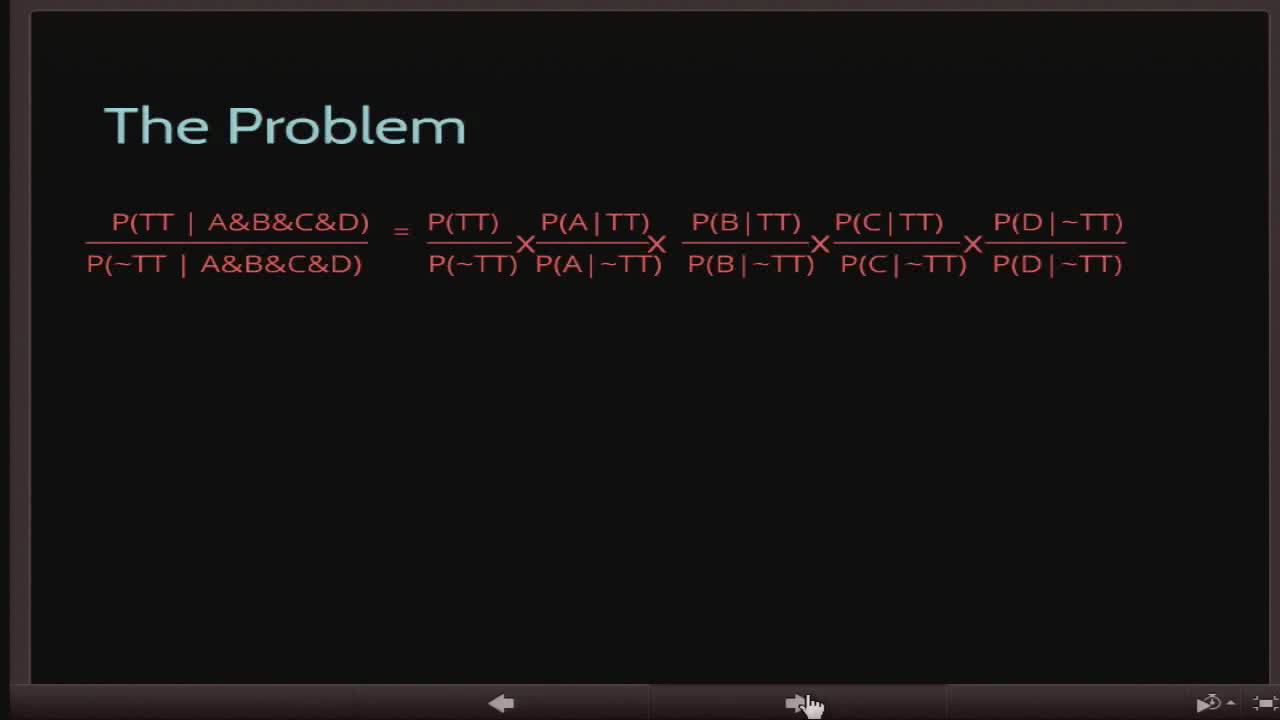 The Problem
P(TT | A&B&C&D) = P(TT) × P(A|TT) × P(B|TT) × P(C|TT) × P(D|~TT)
P(~TT | A&B&C&D) P(~TT) P(A|~TT) P(B|~TT) P(C|~TT) P(D|~TT)